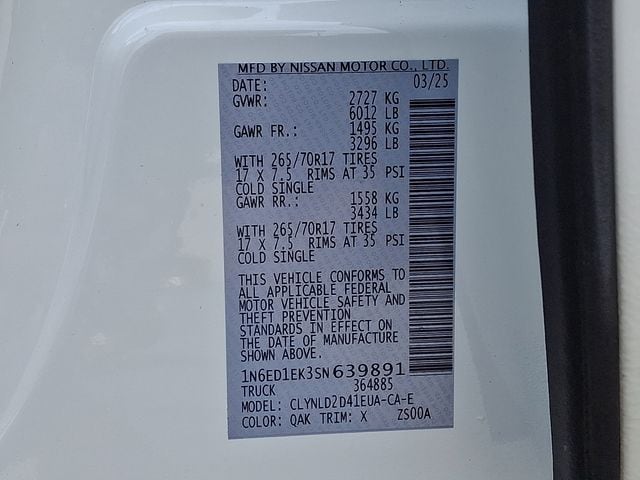 MFD BY NISSAN MOTOR CO., LTD.
DATE: 03/25
GVWR: 2727 KG
6012 LB
GAWR FR.: 1495 KG
3296 LB
WITH 265/70R17 TIRES
17 X 7.5 RIMS AT 35 PSI
COLD SINGLE
GAWR RR.: 1558 KG
3434 LB
WITH 265/70R17 TIRES
17 X 7.5 RIMS AT 35 PSI
COLD SINGLE
THIS VEHICLE CONFORMS TO
ALL APPLICABLE FEDERAL
MOTOR VEHICLE SAFETY AND
THEFT PREVENTION
STANDARDS IN EFFECT ON
THE DATE OF MANUFACTURE
SHOWN ABOVE.
1N6ED1EK3SN639891
TRUCK 364885
MODEL: CLYNLD2D41EUA-CA-E
COLOR: QAK TRIM: X ZS00A